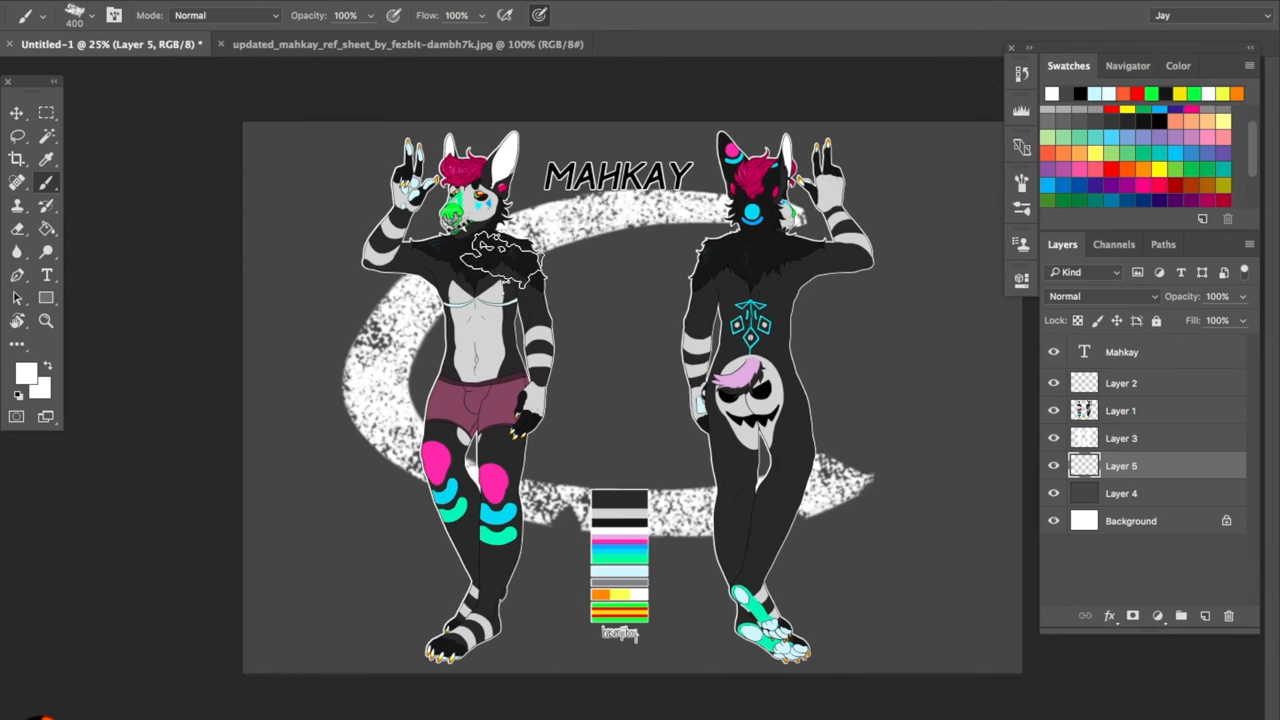 400
Mode: Normal
Opacity: 100%
Flow: 100%
Jay
Untitled-1 @ 25% (Layer 5, RGB/8) *
updated_mahkay_ref_sheet_by_fezbit-dambh7k.jpg @ 100% (RGB/8#)
Swatches
Navigator
Color
MAHKAY
Layers
Channels
Paths
Kind
Normal
Opacity: 100%
Lock:
Fill: 100%
T Mahkay
Layer 2
Layer 1
Layer 3
Layer 5
Layer 4
Background
fx